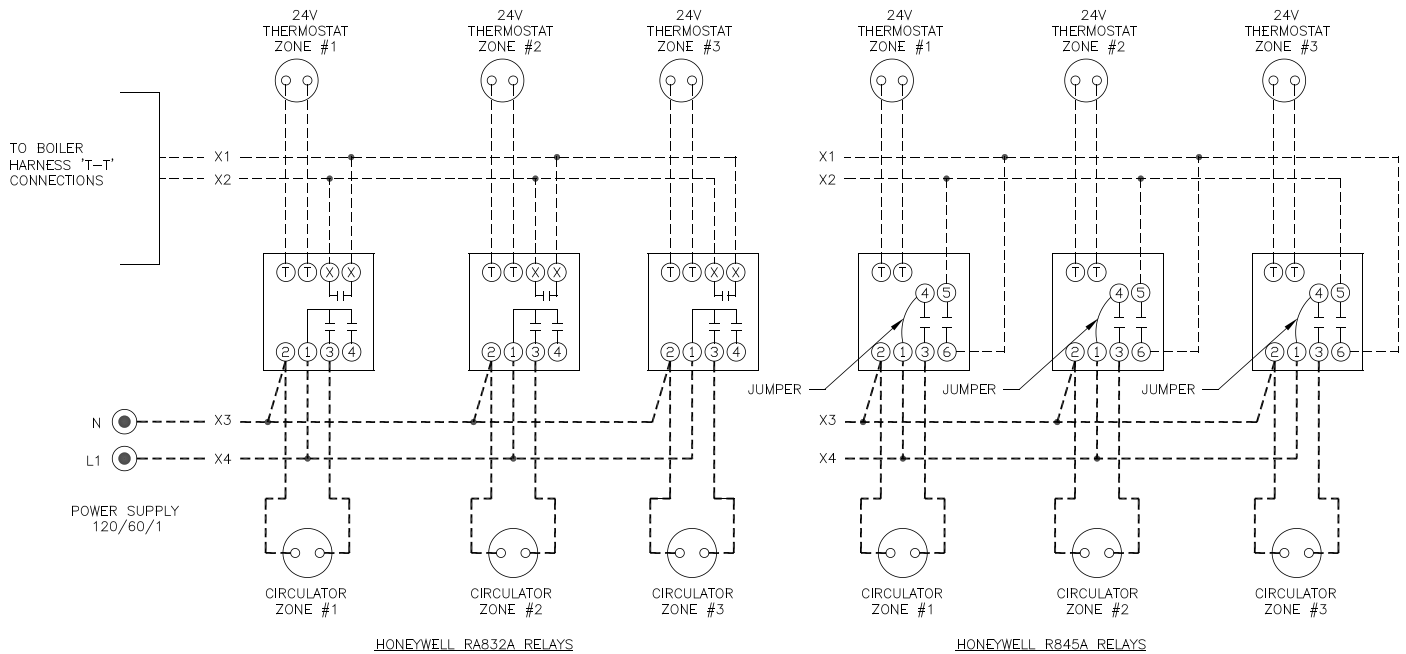 24V
THERMOSTAT
ZONE #1
24V
THERMOSTAT
ZONE #2
24V
THERMOSTAT
ZONE #3
24V
THERMOSTAT
ZONE #1
24V
THERMOSTAT
ZONE #2
24V
THERMOSTAT
ZONE #3
TO BOILER
HARNESS 'T-T'
CONNECTIONS
X1
X2
X1
X2
T T X X
T T X X
T T X X
T T
T T
T T
4 5
4 5
4 5
2 1 3 4
2 1 3 4
2 1 3 4
2 1 3 6
2 1 3 6
2 1 3 6
JUMPER
JUMPER
JUMPER
N
X3
X3
L1
X4
X4
POWER SUPPLY
120/60/1
CIRCULATOR
ZONE #1
CIRCULATOR
ZONE #2
CIRCULATOR
ZONE #3
CIRCULATOR
ZONE #1
CIRCULATOR
ZONE #2
CIRCULATOR
ZONE #3
HONEYWELL RA832A RELAYS
HONEYWELL R845A RELAYS